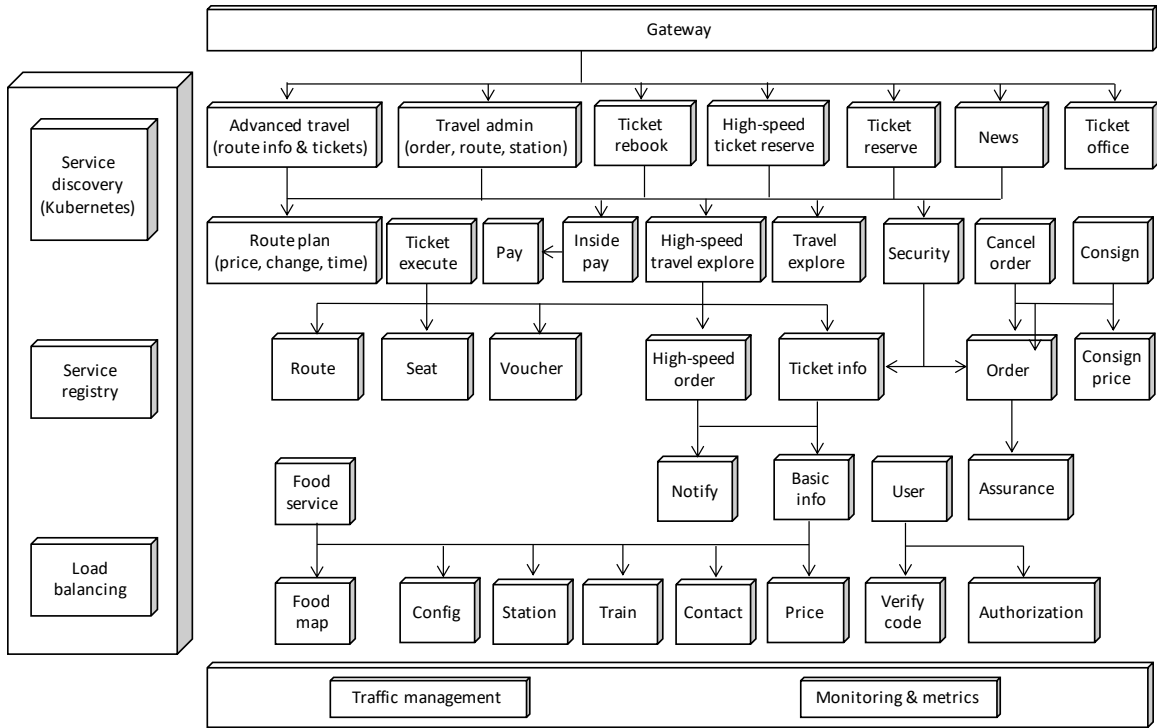 Gateway
Advanced travel
(route info & tickets)
Travel admin
(order, route, station)
Ticket
rebook
High-speed
ticket reserve
Ticket
reserve
News
Ticket
office
Service
discovery
(Kubernetes)
Route plan
(price, change, time)
Ticket
execute
Pay
Inside
pay
High-speed
travel explore
Travel
explore
Security
Cancel
order
Consign
Service
registry
Route
Seat
Voucher
High-speed
order
Ticket info
Order
Consign
price
Food
service
Notify
Basic
info
User
Assurance
Load
balancing
Food
map
Config
Station
Train
Contact
Price
Verify
code
Authorization
Traffic management
Monitoring & metrics